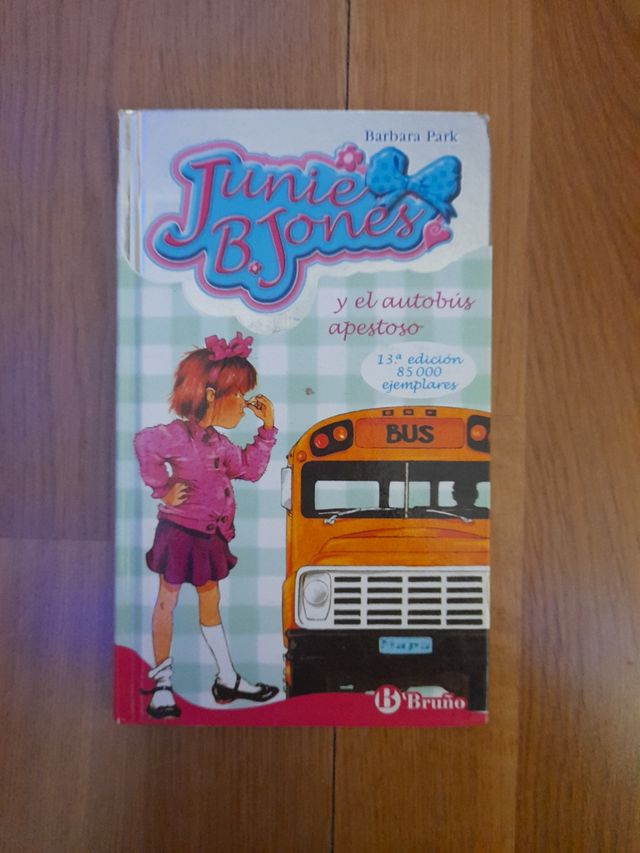 Barbara Park
Junie
B. Jones
y el autobús
apestoso
13.ª edición
85 000
ejemplares
BUS
B Bruño